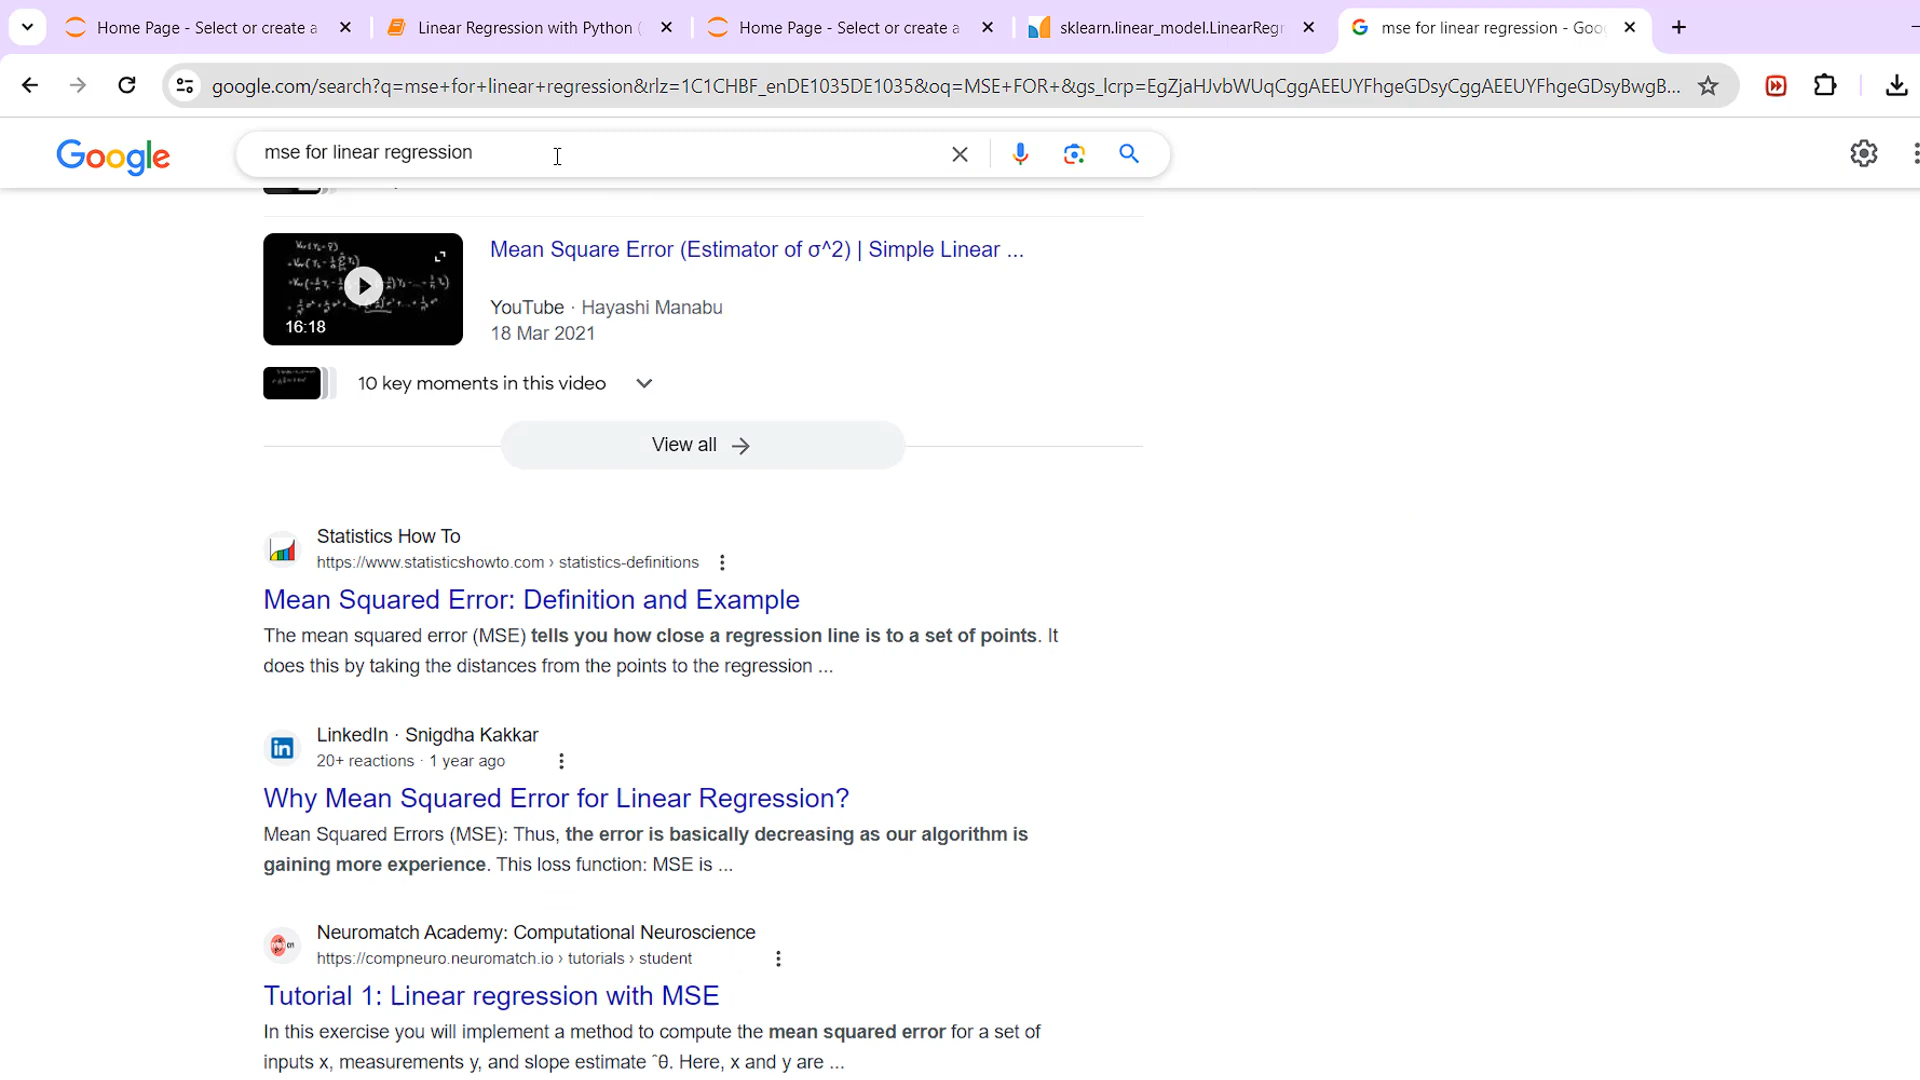 Home Page - Select or create a
Linear Regression with Python (
Home Page - Select or create a
sklearn.linear_model.LinearRegr
mse for linear regression - Goo
google.com/search?q=mse+for+linear+regression&rlz=1C1CHBF_enDE1035DE1035&oq=MSE+FOR+&gs_lcrp=EgZjaHJvbWUqCggAEEUYFhgeGDsyCggAEEUYFhgeGDsyBwgB...
Google
mse for linear regression
16:18
Mean Square Error (Estimator of σ^2) | Simple Linear ...
YouTube · Hayashi Manabu
18 Mar 2021
10 key moments in this video
View all
Statistics How To
https://www.statisticshowto.com › statistics-definitions
Mean Squared Error: Definition and Example
The mean squared error (MSE) tells you how close a regression line is to a set of points. It
does this by taking the distances from the points to the regression ...
in
LinkedIn · Snigdha Kakkar
20+ reactions · 1 year ago
Why Mean Squared Error for Linear Regression?
Mean Squared Errors (MSE): Thus, the error is basically decreasing as our algorithm is
gaining more experience. This loss function: MSE is ...
Neuromatch Academy: Computational Neuroscience
https://compneuro.neuromatch.io › tutorials › student
Tutorial 1: Linear regression with MSE
In this exercise you will implement a method to compute the mean squared error for a set of
inputs x, measurements y, and slope estimate ˆθ. Here, x and y are ...